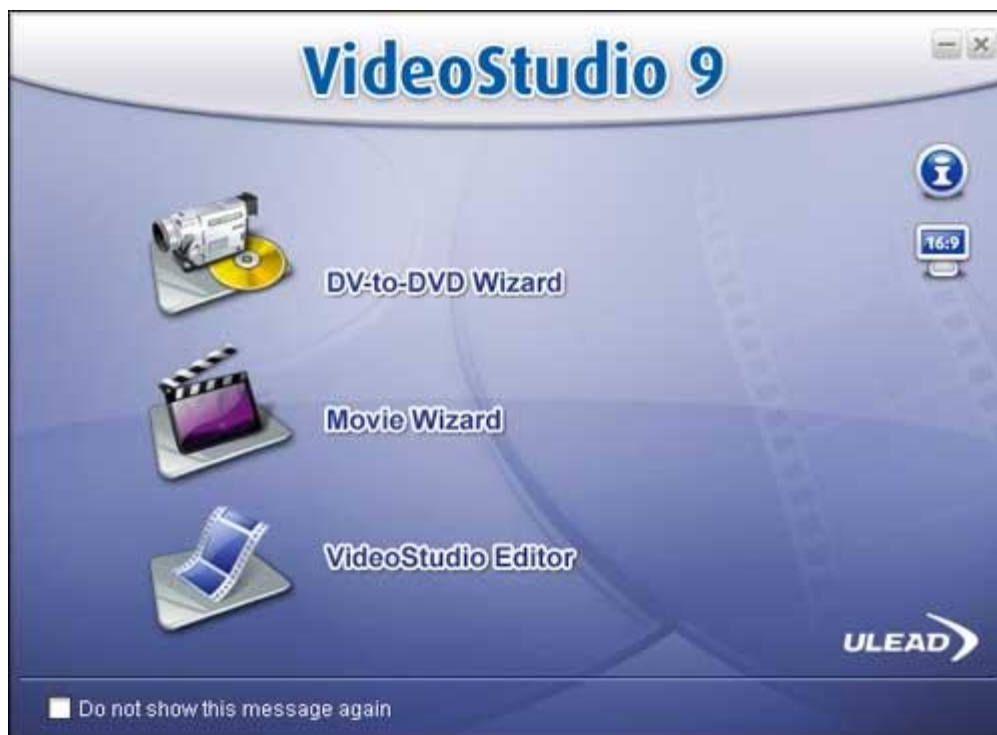 VideoStudio 9
16:9
DV-to-DVD Wizard
Movie Wizard
VideoStudio Editor
ULEAD
Do not show this message again